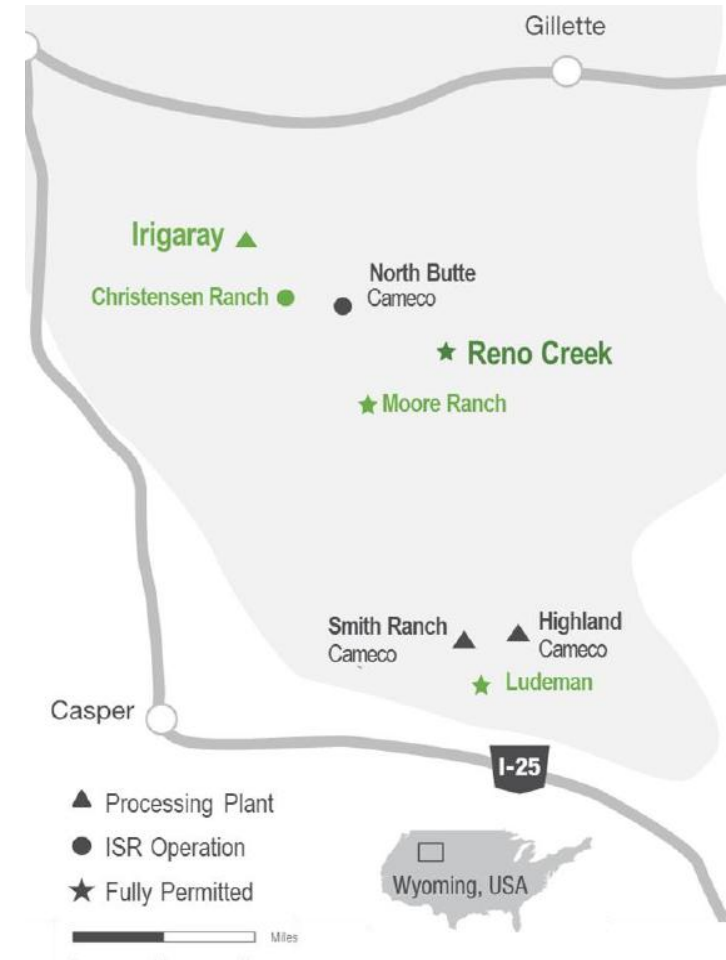 Gillette
Irigaray
North Butte
Cameco
Christensen Ranch
Reno Creek
Moore Ranch
Smith Ranch
Cameco
Highland
Cameco
Ludeman
Casper
I-25
Processing Plant
ISR Operation
Fully Permitted
Wyoming, USA
Miles